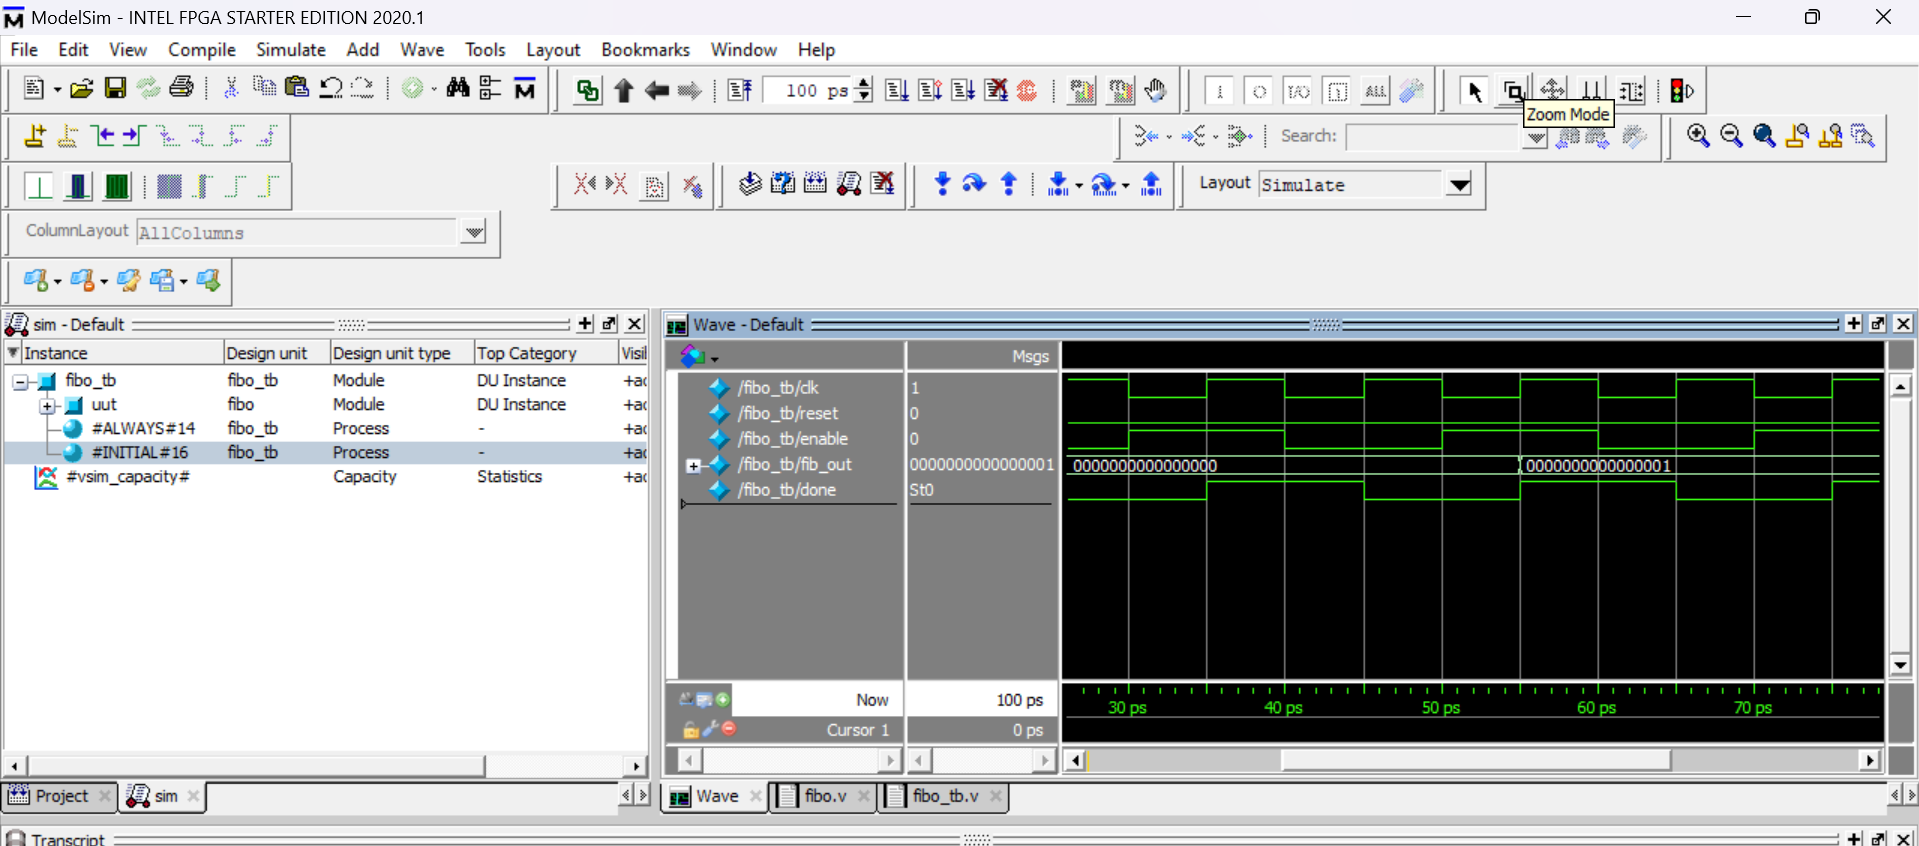 ModelSim - INTEL FPGA STARTER EDITION 2020.1
File Edit View Compile Simulate Add Wave Tools Layout Bookmarks Window Help
100 ps
Zoom Mode
Search:
Layout Simulate
ColumnLayout AllColumns
sim - Default
Instance Design unit Design unit type Top Category Visil
fibo_tb fibo_tb Module DU Instance +ac
uut fibo Module DU Instance +ac
#ALWAYS#14 fibo_tb Process - +ac
#INITIAL#16 fibo_tb Process - +ac
#vsim_capacity# Capacity Statistics +ac
Project sim
Wave - Default
Msgs
/fibo_tb/clk 1
/fibo_tb/reset 0
/fibo_tb/enable 0
/fibo_tb/fib_out 0000000000000001 0000000000000000 0000000000000001
/fibo_tb/done St0
Now 100 ps
Cursor 1 0 ps
30 ps 40 ps 50 ps 60 ps 70 ps
Wave fibo.v fibo_tb.v
Transcript